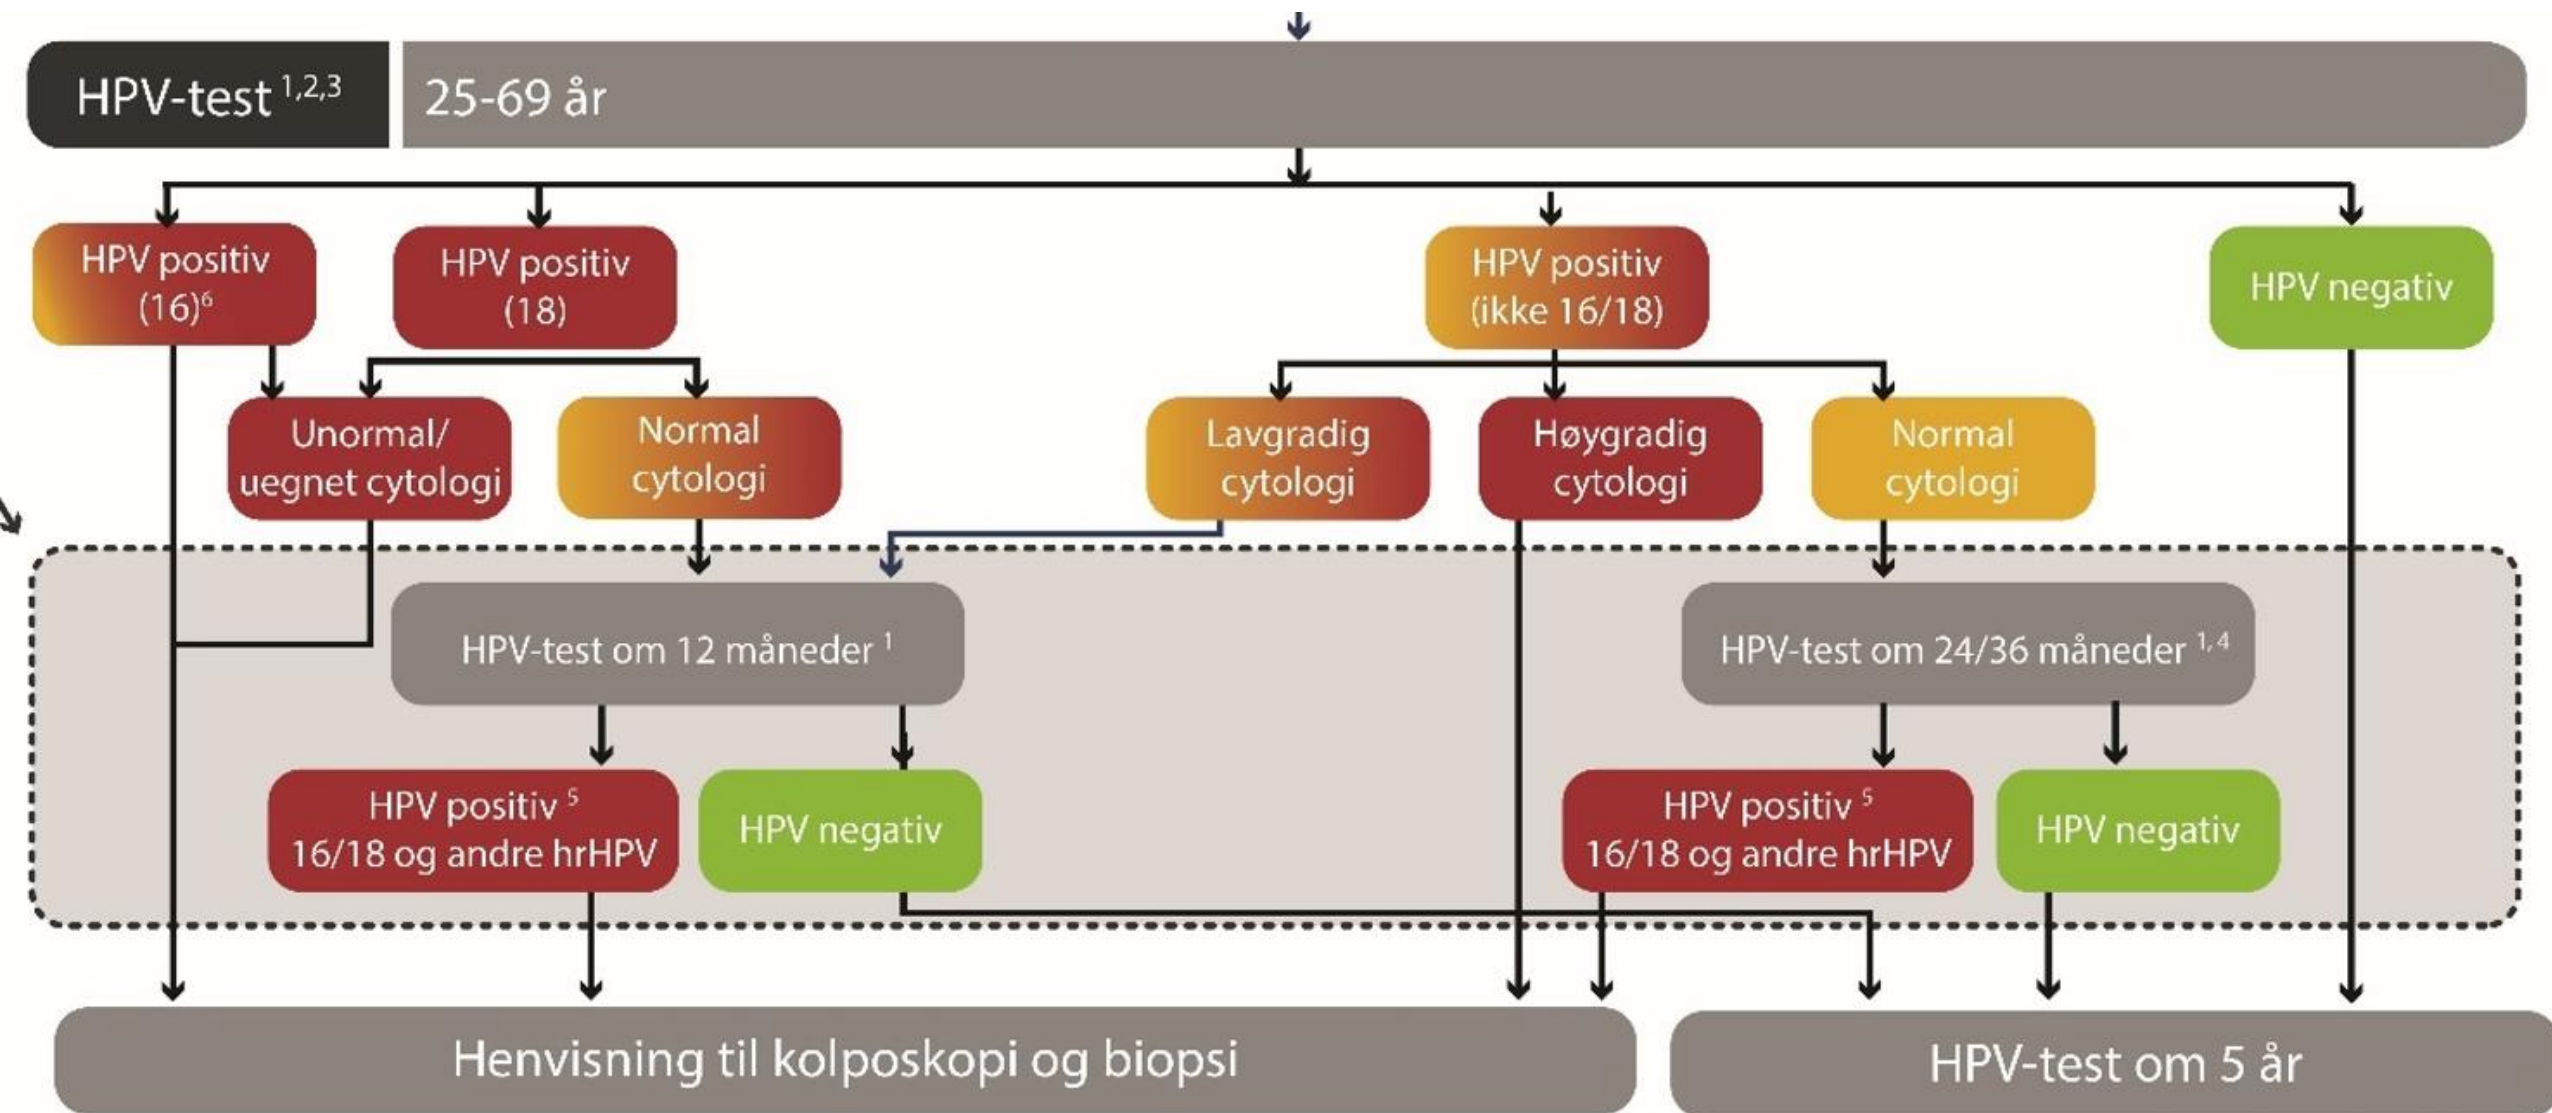 HPV-test 1,2,3
25-69 år
HPV positiv
(16)6
HPV positiv
(18)
HPV positiv
(ikke 16/18)
HPV negativ
Unormal/
uegnet cytologi
Normal
cytologi
Lavgradig
cytologi
Høygradig
cytologi
Normal
cytologi
HPV-test om 12 måneder 1
HPV-test om 24/36 måneder 1,4
HPV positiv 5
16/18 og andre hrHPV
HPV negativ
HPV positiv 5
16/18 og andre hrHPV
HPV negativ
Henvisning til kolposkopi og biopsi
HPV-test om 5 år